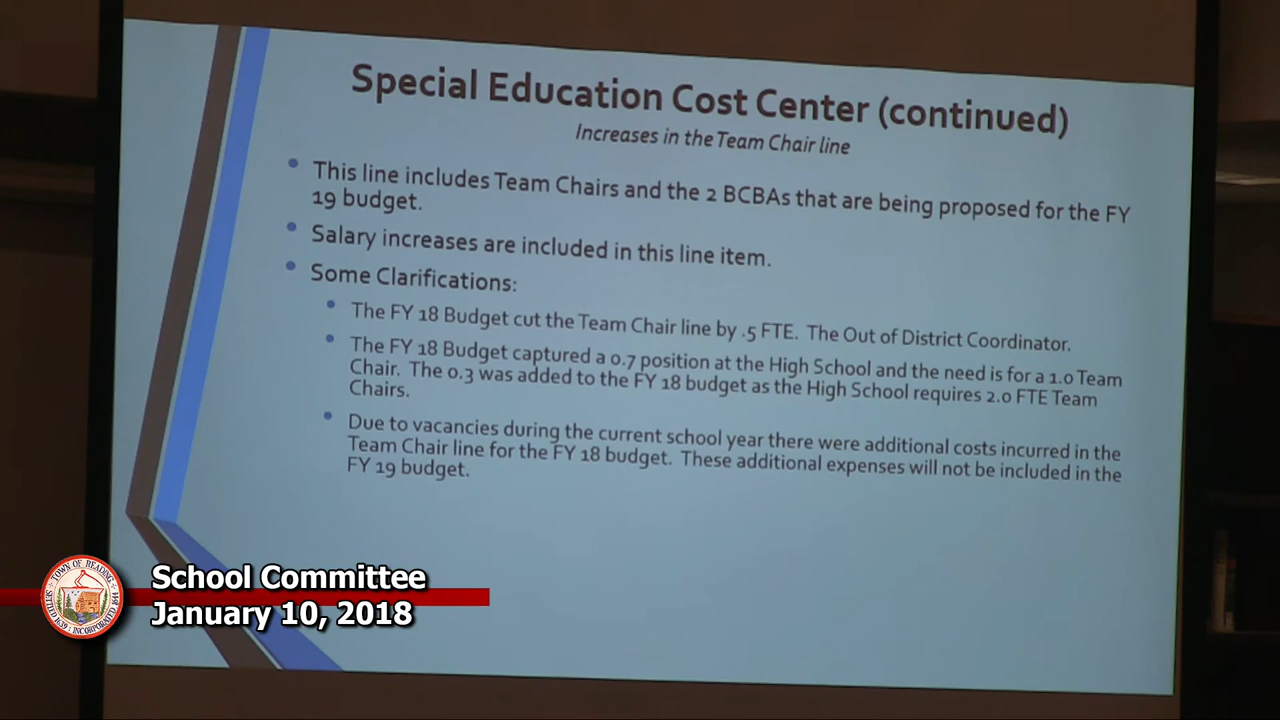 Special Education Cost Center (continued)
Increases in the Team Chair line
• This line includes Team Chairs and the 2 BCBAs that are being proposed for the FY
19 budget.
• Salary increases are included in this line item.
• Some Clarifications:
• The FY 18 Budget cut the Team Chair line by .5 FTE. The Out of District Coordinator.
• The FY 18 Budget captured a 0.7 position at the High School and the need is for a 1.0 Team
Chair. The 0.3 was added to the FY 18 budget as the High School requires 2.0 FTE Team
Chairs.
• Due to vacancies during the current school year there were additional costs incurred in the
Team Chair line for the FY 18 budget. These additional expenses will not be included in the
FY 19 budget.
TOWN OF READING
SETTLED 1639 · INCORPORATED 1644
School Committee
January 10, 2018